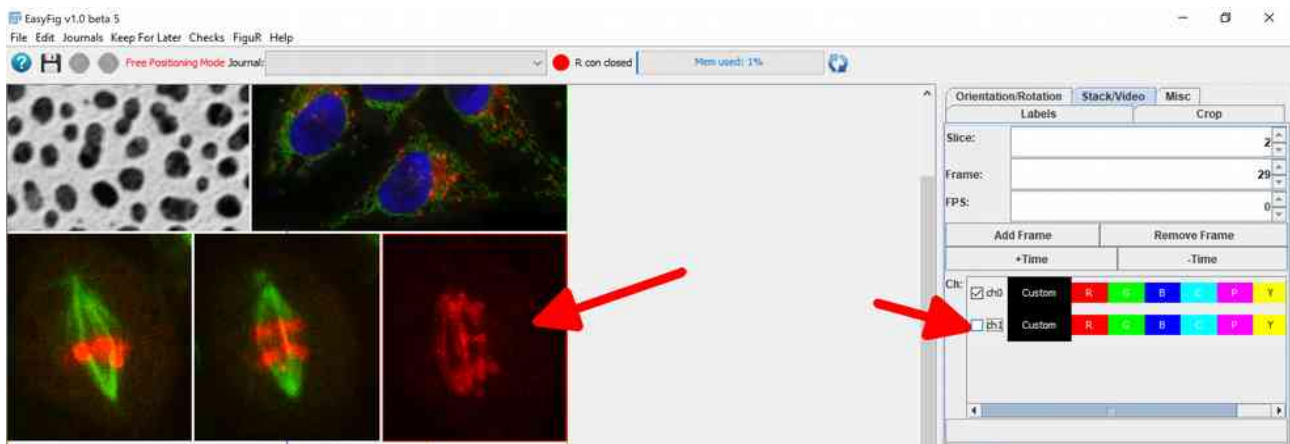 EasyFig v1.0 beta 5
File Edit Journals Keep For Later Checks FiguR Help
Free Positioning Mode Journal: R con closed Mem used: 1%
Orientation/Rotation Stack/Video Misc
Labels Crop
Slice: 2
Frame: 29
FPS: 0
Add Frame Remove Frame
+Time -Time
Ch: ch0 Custom R G B C P Y
ch1 Custom R G B C P Y